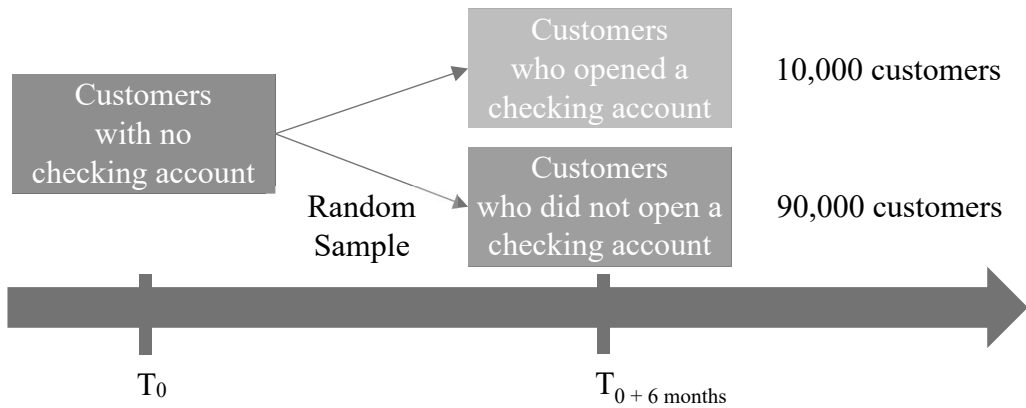 Customers
with no
checking account
Customers
who opened a
checking account
10,000 customers
Customers
who did not open a
checking account
90,000 customers
Random
Sample
T0
T0 + 6 months